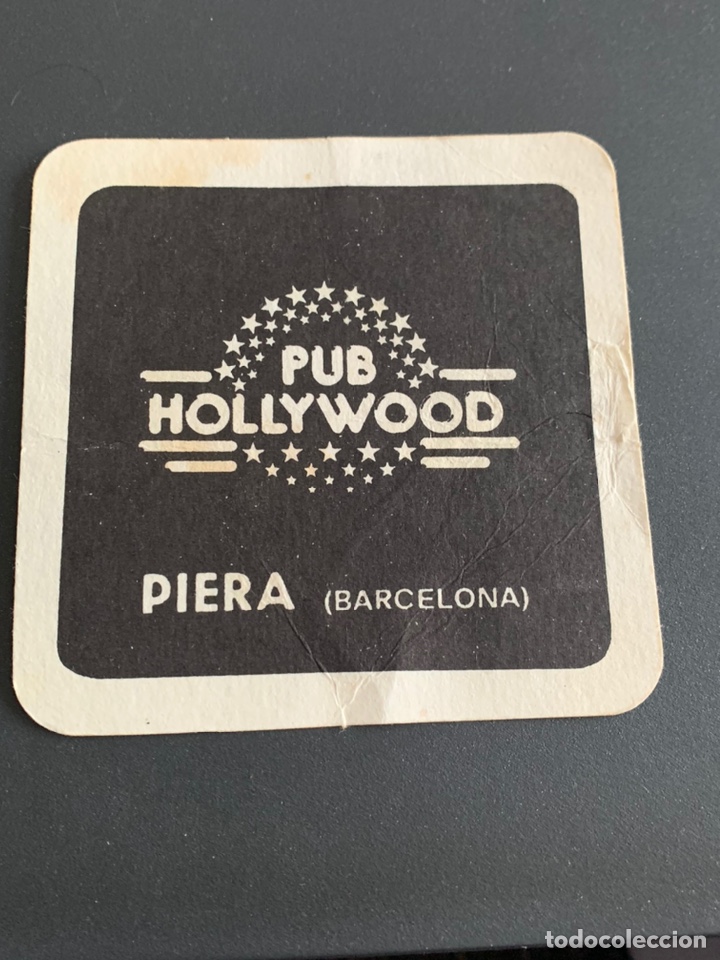 PUB
HOLLYWOOD
PIERA (BARCELONA)
todocoleccion